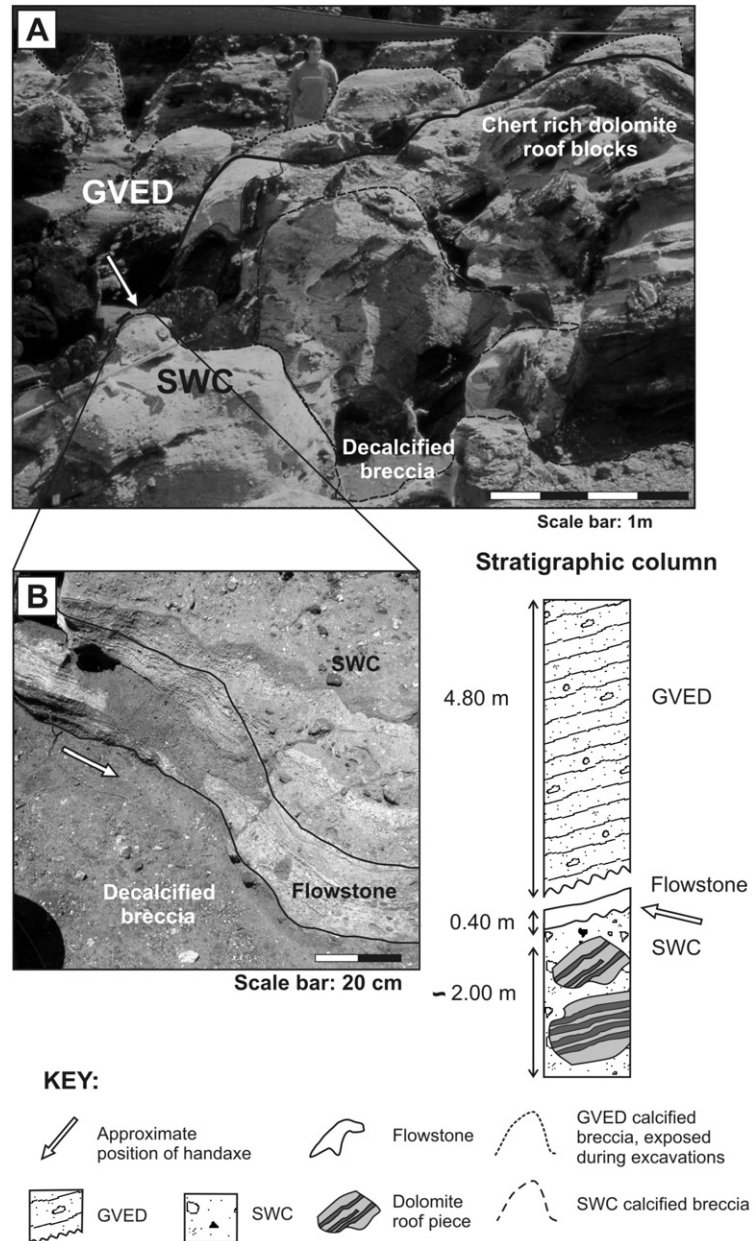 A
GVED
Chert rich dolomite
roof blocks
SWC
Decalcified
breccia
Scale bar: 1m
B
SWC
Decalcified
breccia
Flowstone
Scale bar: 20 cm
Stratigraphic column
4.80 m
GVED
Flowstone
0.40 m
SWC
~ 2.00 m
KEY:
Approximate
position of handaxe
Flowstone
GVED calcified
breccia, exposed
during excavations
GVED
SWC
Dolomite
roof piece
SWC calcified breccia